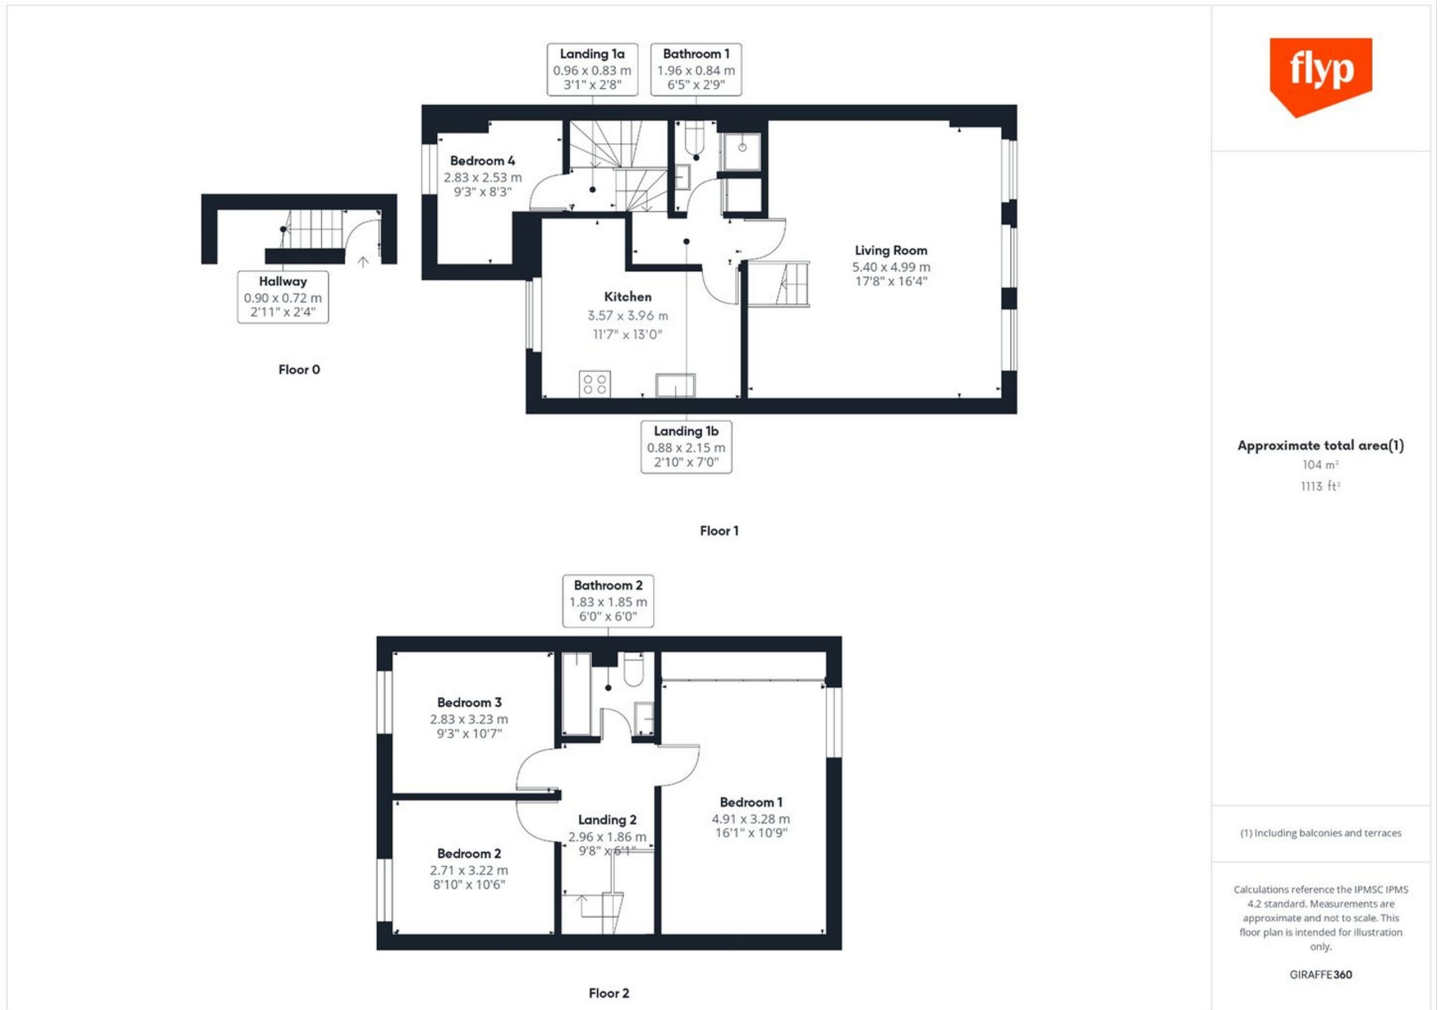 Landing 1a
0.96 x 0.83 m
3'1" x 2'8"
Bathroom 1
1.96 x 0.84 m
6'5" x 2'9"
Bedroom 4
2.83 x 2.53 m
9'3" x 8'3"
Living Room
5.40 x 4.99 m
17'8" x 16'4"
Hallway
0.90 x 0.72 m
2'11" x 2'4"
Kitchen
3.57 x 3.96 m
11'7" x 13'0"
Floor 0
Landing 1b
0.88 x 2.15 m
2'10" x 7'0"
Floor 1
Bathroom 2
1.83 x 1.85 m
6'0" x 6'0"
Bedroom 3
2.83 x 3.23 m
9'3" x 10'7"
Bedroom 1
4.91 x 3.28 m
16'1" x 10'9"
Landing 2
2.96 x 1.86 m
9'8" x 6'1"
Bedroom 2
2.71 x 3.22 m
8'10" x 10'6"
Floor 2
flyp
Approximate total area(1)
104 m²
1113 ft²
(1) Including balconies and terraces
Calculations reference the IPMSC IPMS
4.2 standard. Measurements are
approximate and not to scale. This
floor plan is intended for illustration
only.
GIRAFFE360